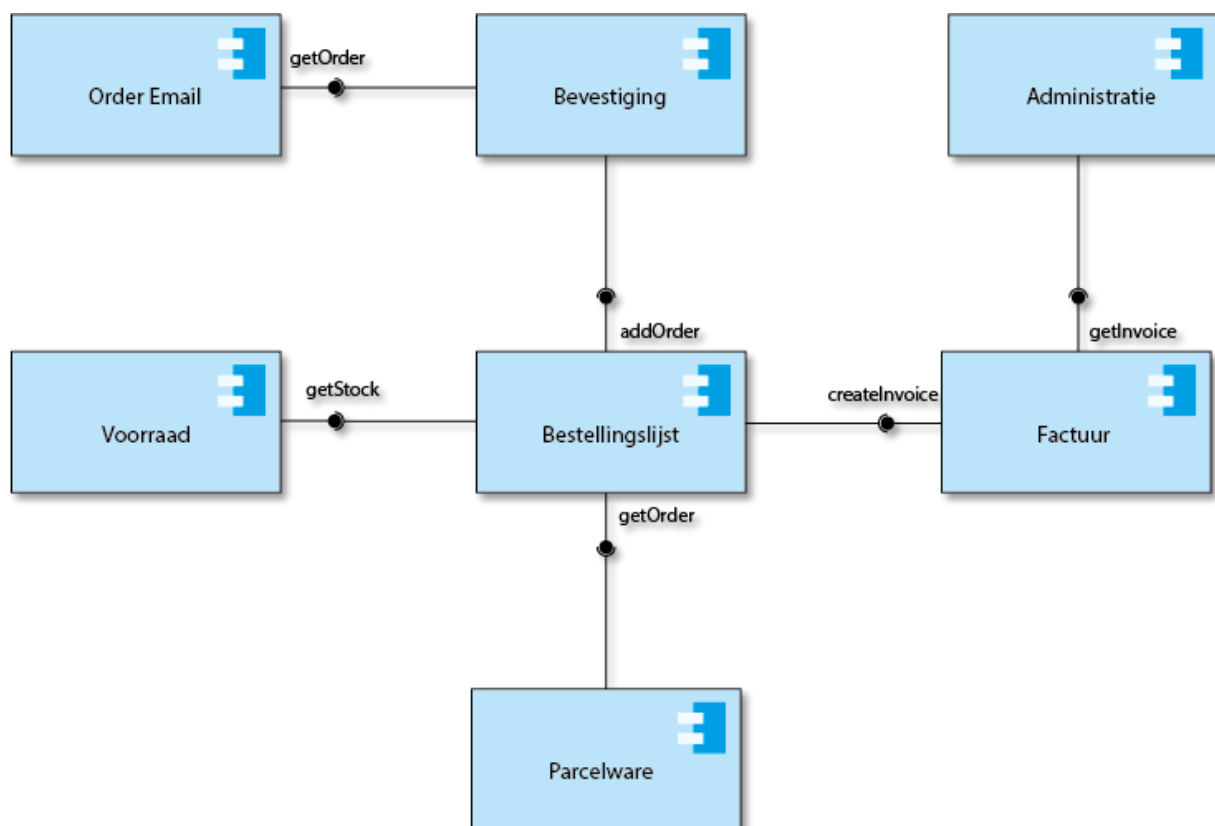 getOrder
Order Email
Bevestiging
Administratie
addOrder
getInvoice
getStock
createInvoice
Voorraad
Bestellingslijst
Factuur
getOrder
Parcelware